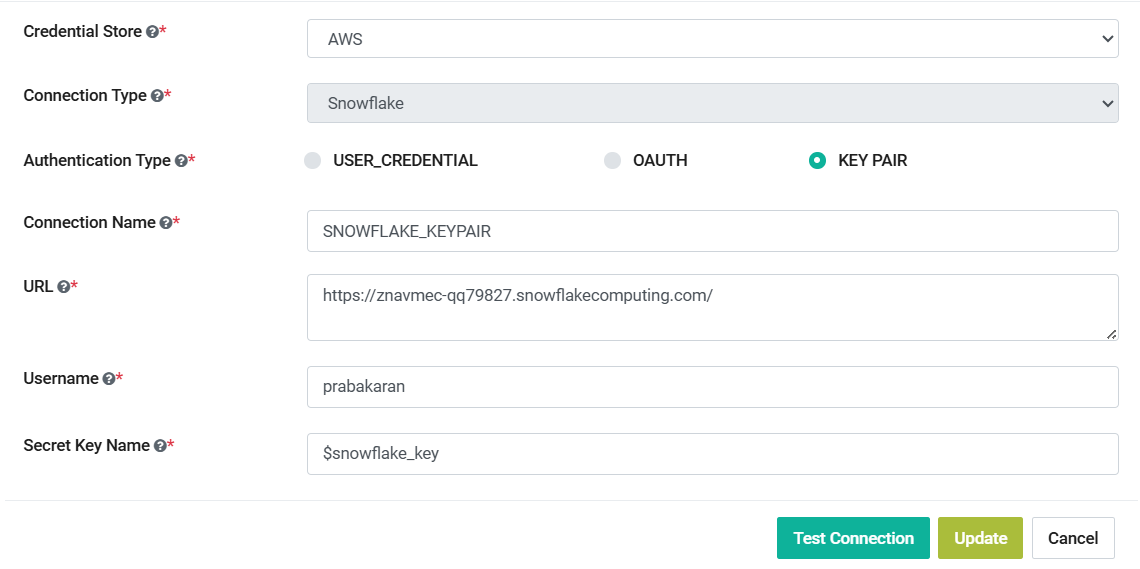 Credential Store ?*
AWS
Connection Type ?*
Snowflake
Authentication Type ?*
USER_CREDENTIAL OAUTH KEY PAIR
Connection Name ?*
SNOWFLAKE_KEYPAIR
URL ?*
https://znavmec-qq79827.snowflakecomputing.com/
Username ?*
prabakaran
Secret Key Name ?*
$snowflake_key
Test Connection Update Cancel